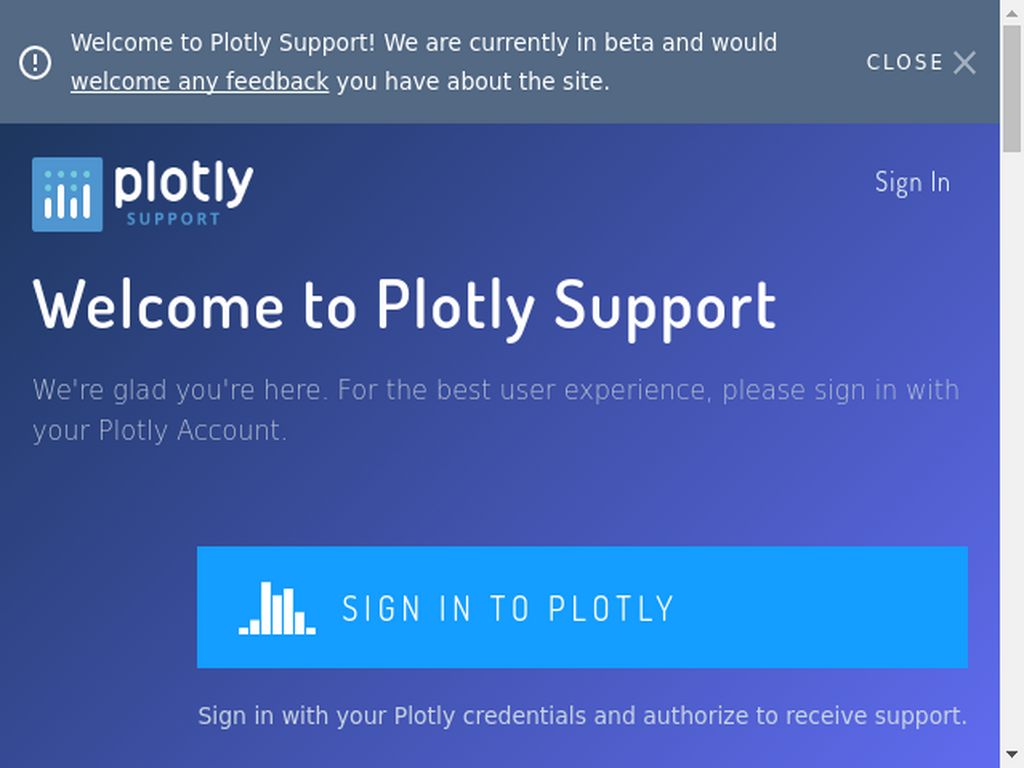 Welcome to Plotly Support! We are currently in beta and would
welcome any feedback you have about the site.
CLOSE
plotly
SUPPORT
Sign In
Welcome to Plotly Support
We're glad you're here. For the best user experience, please sign in with
your Plotly Account.
SIGN IN TO PLOTLY
Sign in with your Plotly credentials and authorize to receive support.